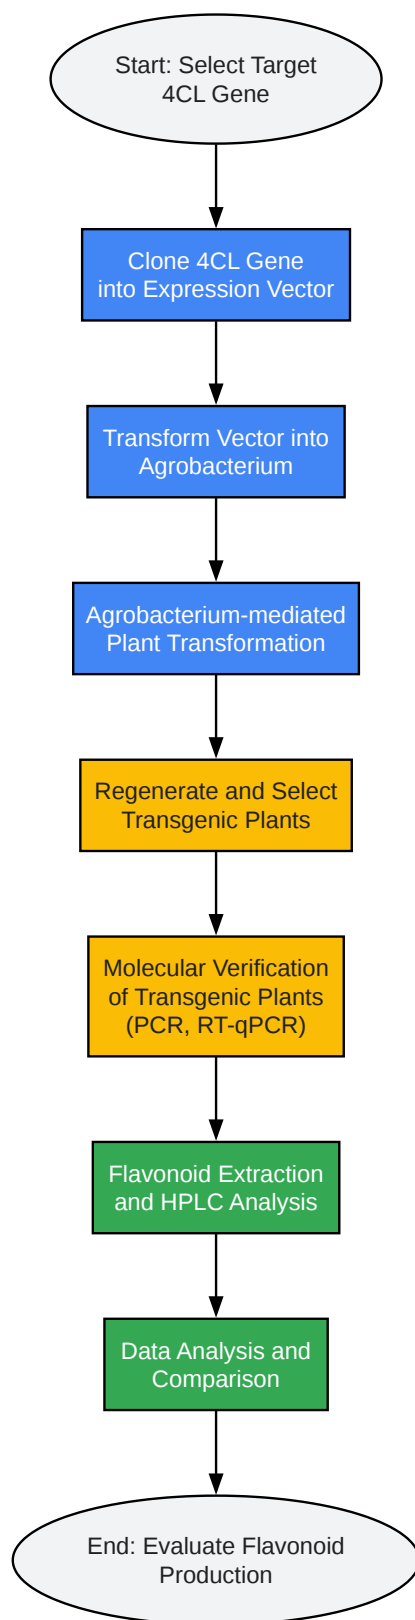 Start: Select Target
4CL Gene
Clone 4CL Gene
into Expression Vector
Transform Vector into
Agrobacterium
Agrobacterium-mediated
Plant Transformation
Regenerate and Select
Transgenic Plants
Molecular Verification
of Transgenic Plants
(PCR, RT-qPCR)
Flavonoid Extraction
and HPLC Analysis
Data Analysis and
Comparison
End: Evaluate Flavonoid
Production